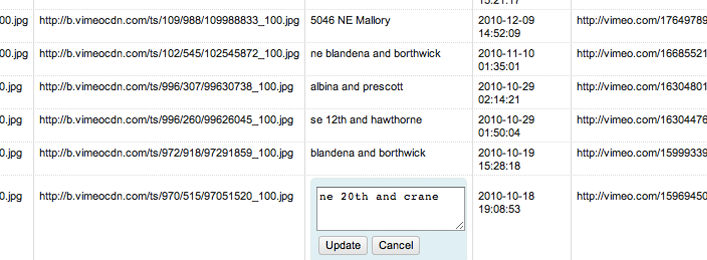 15:21:17
00.jpg http://b.vimeocdn.com/ts/109/988/109988833_100.jpg 5046 NE Mallory 2010-12-09 http://vimeo.com/17649789
14:52:09
00.jpg http://b.vimeocdn.com/ts/102/545/102545872_100.jpg ne blandena and borthwick 2010-11-10 http://vimeo.com/16685521
01:35:01
0.jpg http://b.vimeocdn.com/ts/996/307/99630738_100.jpg albina and prescott 2010-10-29 http://vimeo.com/16304801
02:14:21
0.jpg http://b.vimeocdn.com/ts/996/260/99626045_100.jpg se 12th and hawthorne 2010-10-29 http://vimeo.com/16304476
01:50:04
0.jpg http://b.vimeocdn.com/ts/972/918/97291859_100.jpg blandena and borthwick 2010-10-19 http://vimeo.com/15999339
15:28:18
0.jpg http://b.vimeocdn.com/ts/970/515/97051520_100.jpg ne 20th and crane 2010-10-18 http://vimeo.com/15969450
19:08:53
Update Cancel